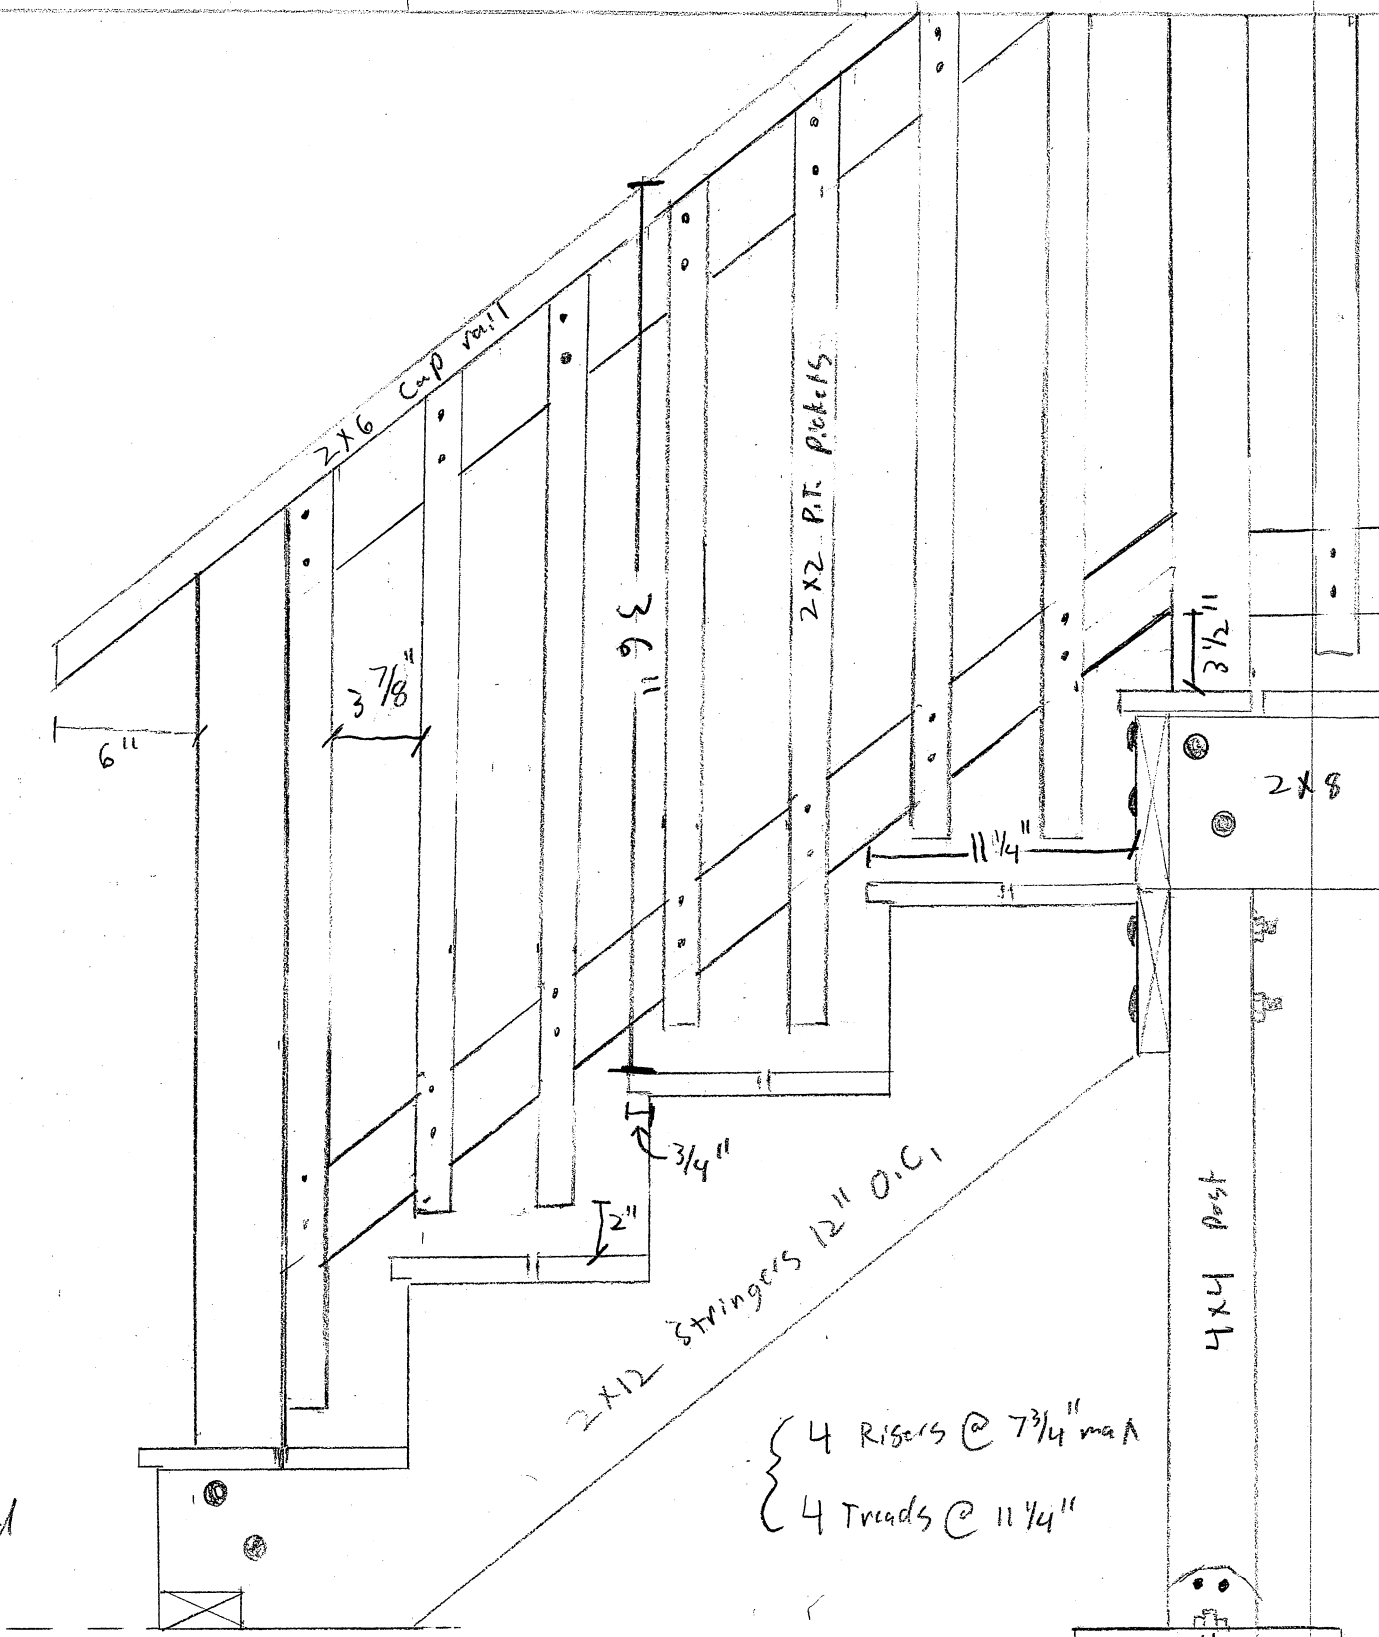 2X6 Cap rail
6"
3 7/8"
36"
2X2 P.T. Pickets
3 1/2"
2X8
11 1/4"
3/4"
2"
2X12 Stringers 12" O.C.
4X4 Post
4 Risers @ 7 3/4" max
4 Treads @ 11 1/4"